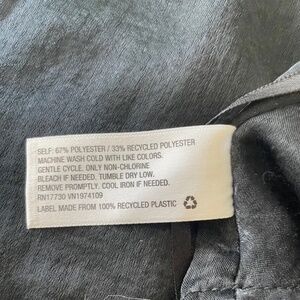 SELF: 67% POLYESTER / 33% RECYCLED POLYESTER
MACHINE WASH COLD WITH LIKE COLORS.
GENTLE CYCLE. ONLY NON-CHLORINE
BLEACH IF NEEDED. TUMBLE DRY LOW.
REMOVE PROMPTLY. COOL IRON IF NEEDED.
RN17730 VN1974109
LABEL MADE FROM 100% RECYCLED PLASTIC